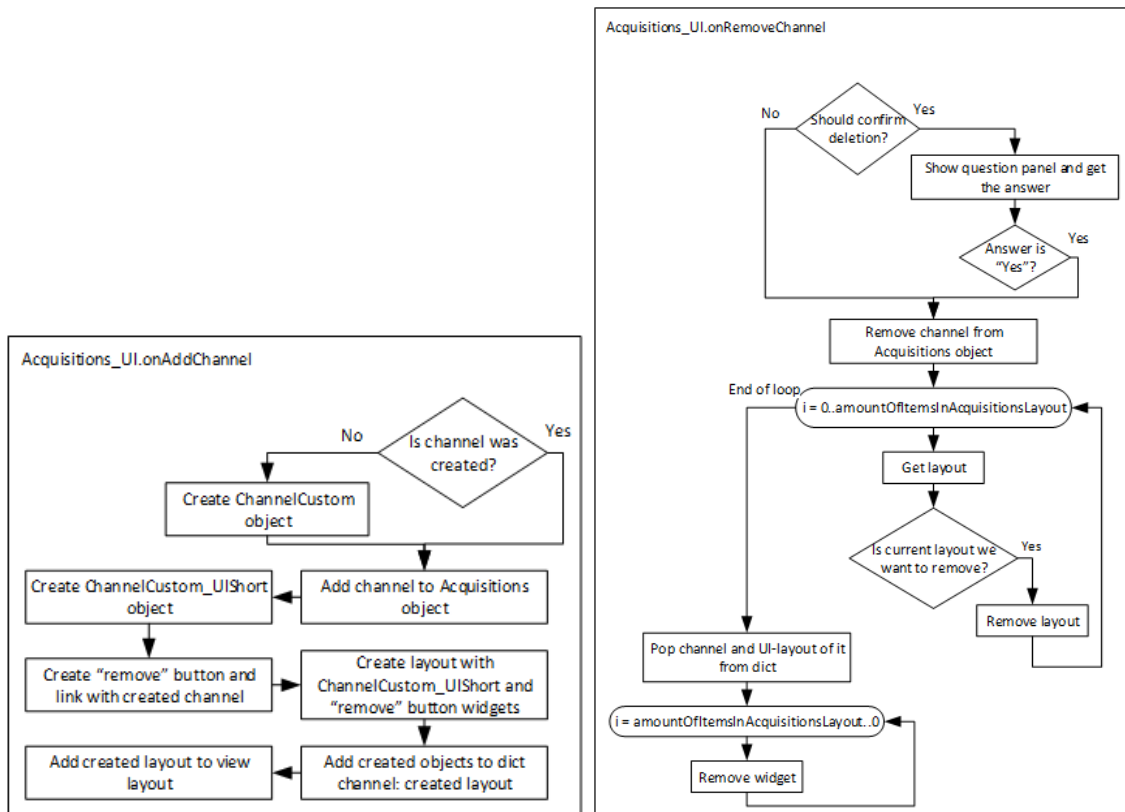 Acquisitions_UI.onAddChannel
No
Yes
Is channel was
created?
Create ChannelCustom
object
Create ChannelCustom_UIShort
object
Add channel to Acquisitions
object
Create “remove” button and
link with created channel
Create layout with
ChannelCustom_UIShort and
“remove” button widgets
Add created layout to view
layout
Add created objects to dict
channel: created layout
Acquisitions_UI.onRemoveChannel
No
Yes
Should confirm
deletion?
Show question panel and get
the answer
Answer is
“Yes”?
Yes
Remove channel from
Acquisitions object
End of loop
i = 0..amountOfItemsInAcquisitionsLayout
Get layout
Is current layout we
want to remove?
Yes
Remove layout
Pop channel and UI-layout of it
from dict
i = amountOfItemsInAcquisitionsLayout..0
Remove widget